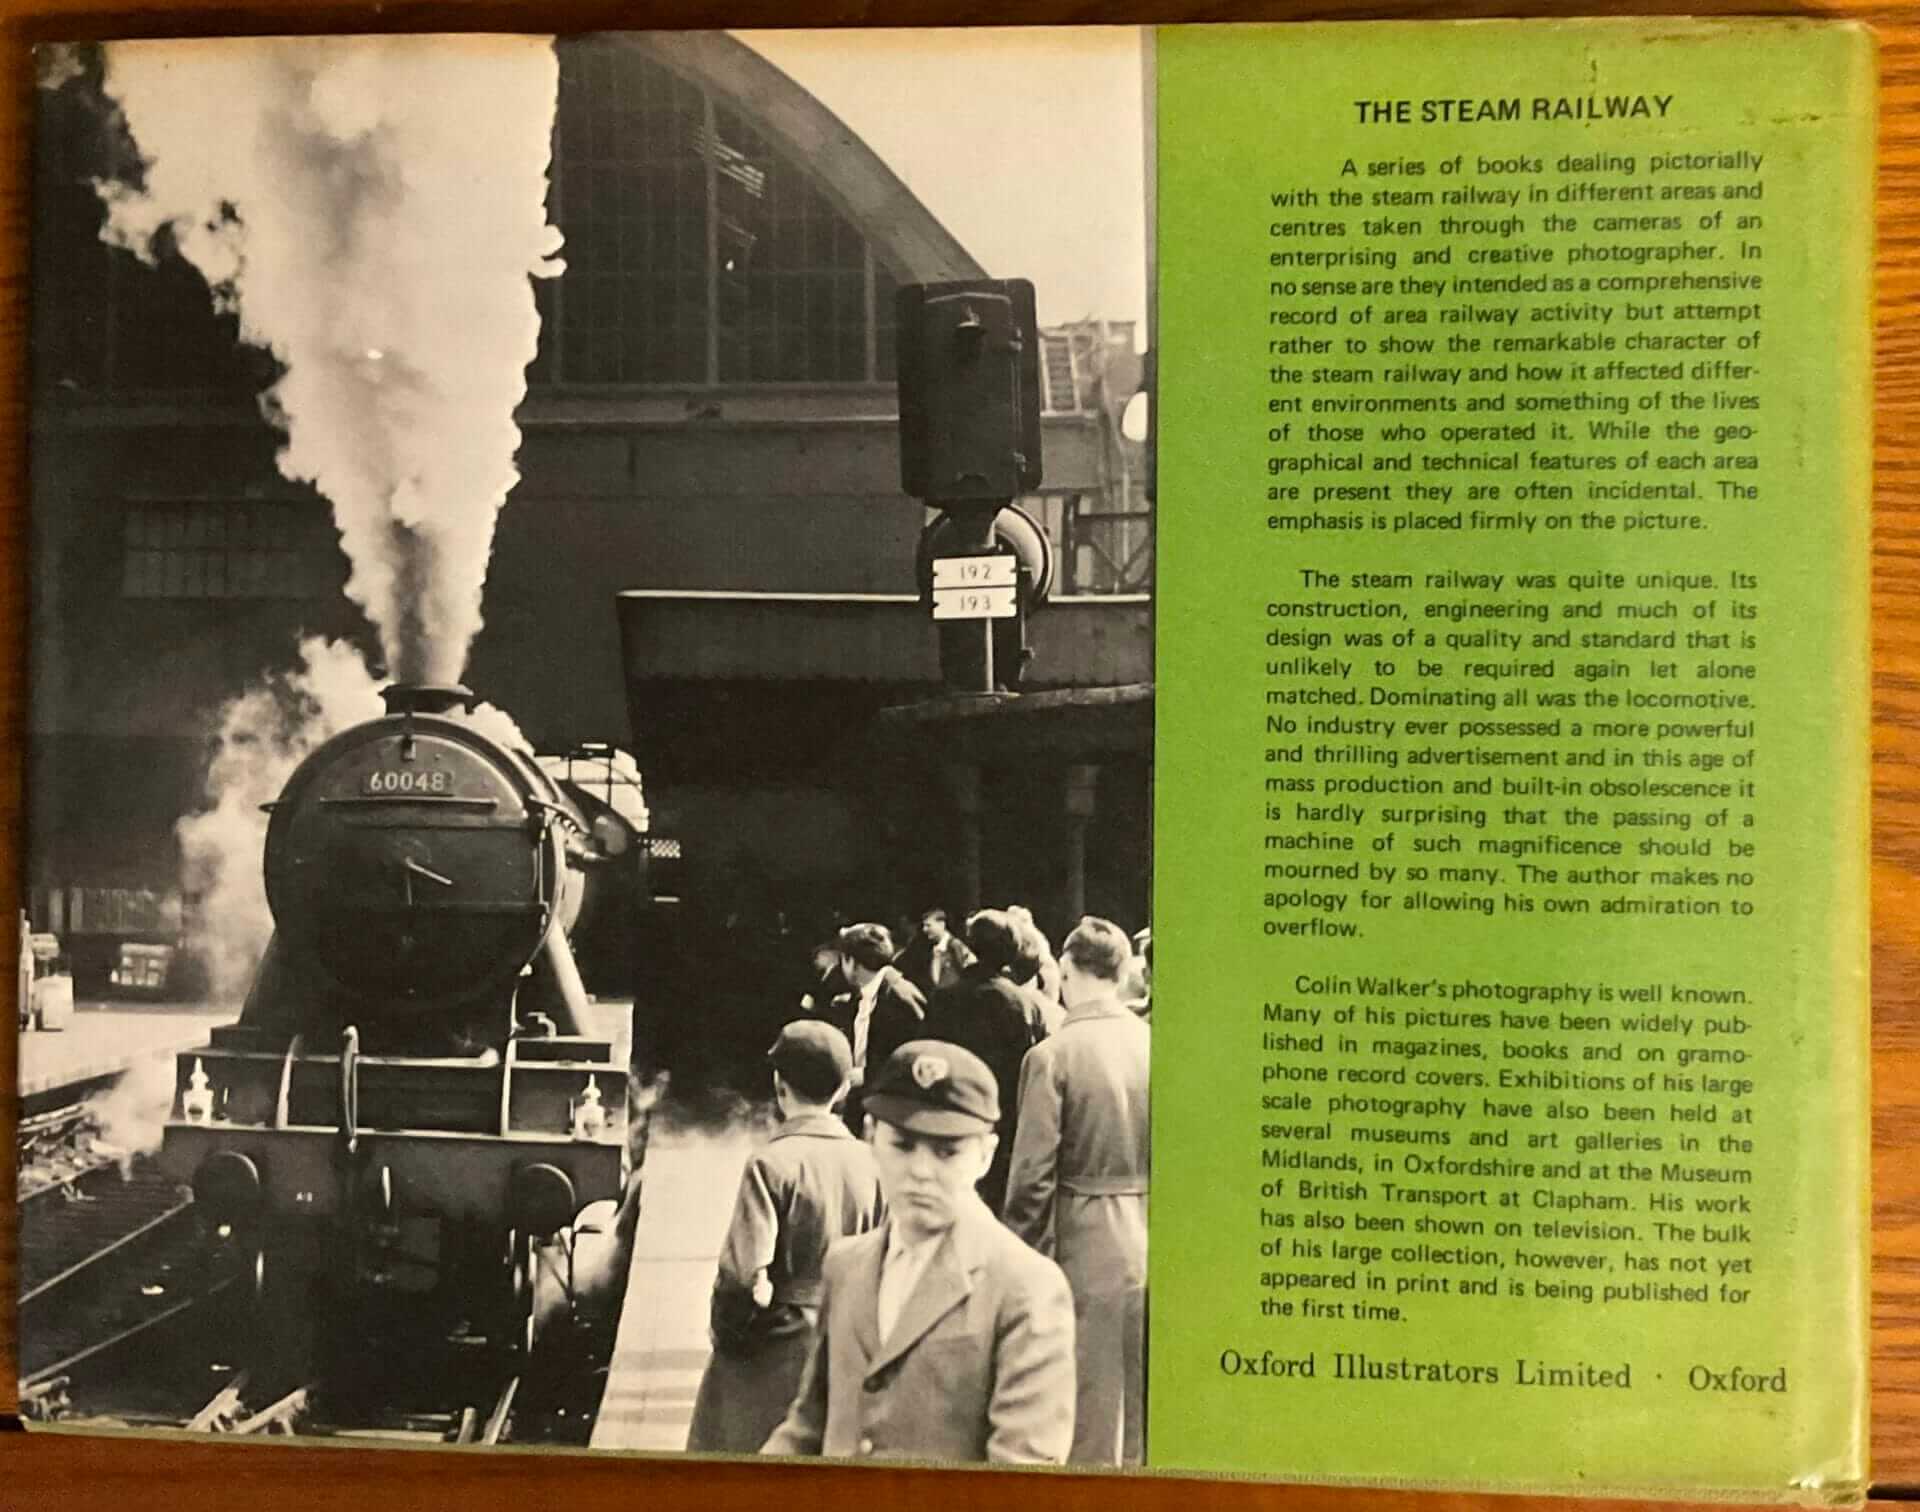 60048
192
193
A-3
THE STEAM RAILWAY
A series of books dealing pictorially
with the steam railway in different areas and
centres taken through the cameras of an
enterprising and creative photographer. In
no sense are they intended as a comprehensive
record of area railway activity but attempt
rather to show the remarkable character of
the steam railway and how it affected differ-
ent environments and something of the lives
of those who operated it. While the geo-
graphical and technical features of each area
are present they are often incidental. The
emphasis is placed firmly on the picture.
The steam railway was quite unique. Its
construction, engineering and much of its
design was of a quality and standard that is
unlikely to be required again let alone
matched. Dominating all was the locomotive.
No industry ever possessed a more powerful
and thrilling advertisement and in this age of
mass production and built-in obsolescence it
is hardly surprising that the passing of a
machine of such magnificence should be
mourned by so many. The author makes no
apology for allowing his own admiration to
overflow.
Colin Walker's photography is well known.
Many of his pictures have been widely pub-
lished in magazines, books and on gramo-
phone record covers. Exhibitions of his large
scale photography have also been held at
several museums and art galleries in the
Midlands, in Oxfordshire and at the Museum
of British Transport at Clapham. His work
has also been shown on television. The bulk
of his large collection, however, has not yet
appeared in print and is being published for
the first time.
Oxford Illustrators Limited · Oxford